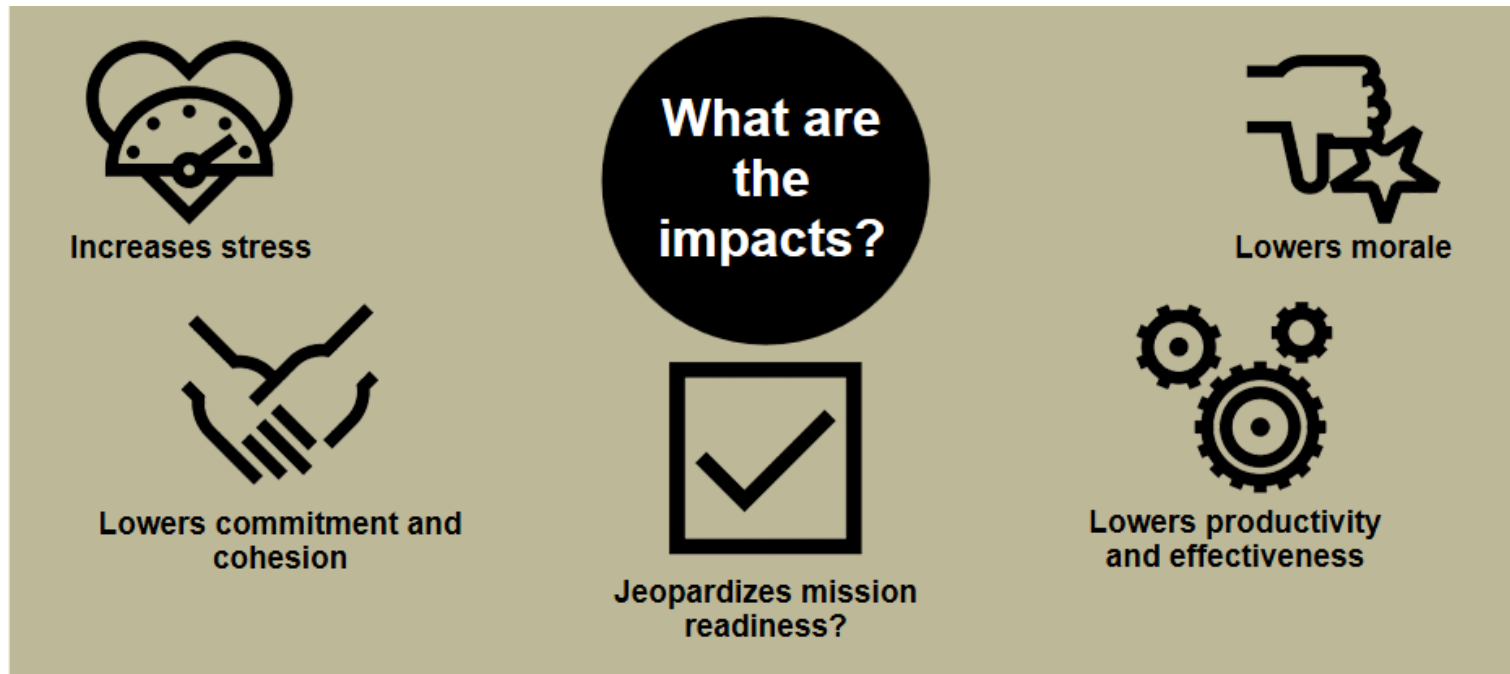 What are
the
impacts?
Increases stress
Lowers morale
Lowers commitment and
cohesion
Jeopardizes mission
readiness?
Lowers productivity
and effectiveness